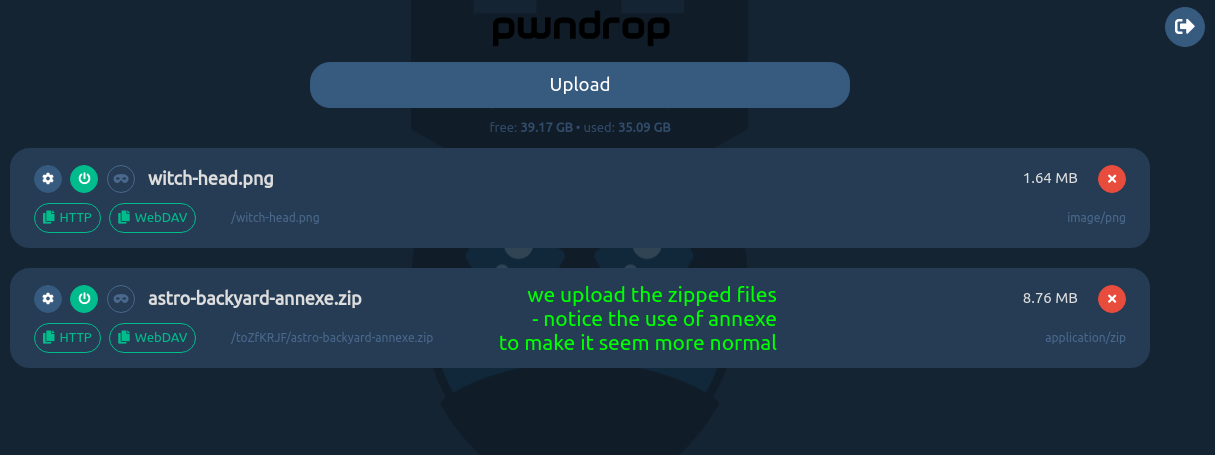 pwndrop
Upload
free: 39.17 GB • used: 35.09 GB
witch-head.png 1.64 MB
HTTP WebDAV /witch-head.png image/png
astro-backyard-annexe.zip 8.76 MB
HTTP WebDAV /toZfKRJF/astro-backyard-annexe.zip application/zip
we upload the zipped files
- notice the use of annexe
to make it seem more normal